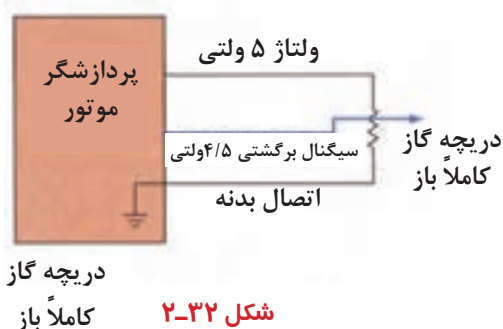 ولتاژ ۵ ولتی
پردازشگر
موتور
سیگنال برگشتی ۴/۵ولتی
دریچه گاز
کاملاً باز
اتصال بدنه
دریچه گاز
کاملاً باز
شکل ۳۲ـ۲